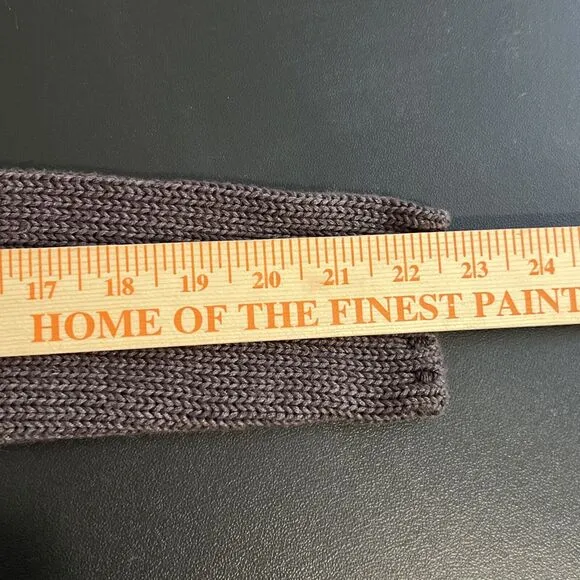 17 18 19 20 21 22 23 24
HOME OF THE FINEST PAINT